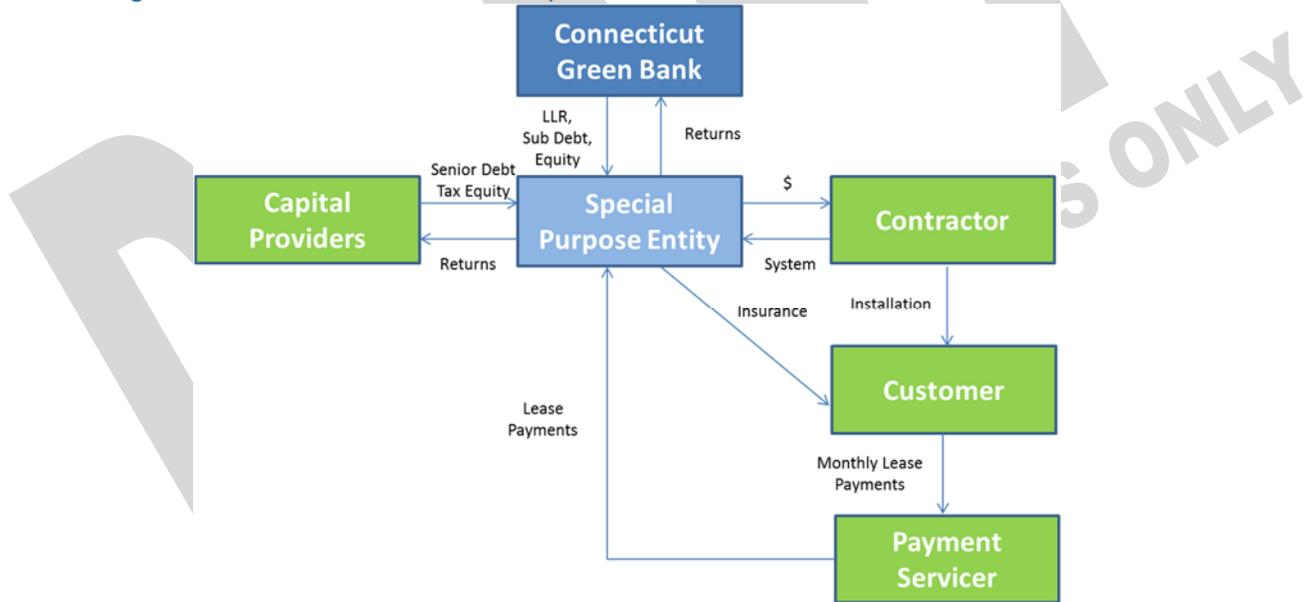 Connecticut
Green Bank
LLR,
Sub Debt,
Equity
Returns
Senior Debt
Tax Equity
$
Capital
Providers
Special
Purpose Entity
Contractor
Returns
System
Insurance
Installation
Customer
Lease
Payments
Monthly Lease
Payments
Payment
Servicer
S ONLY